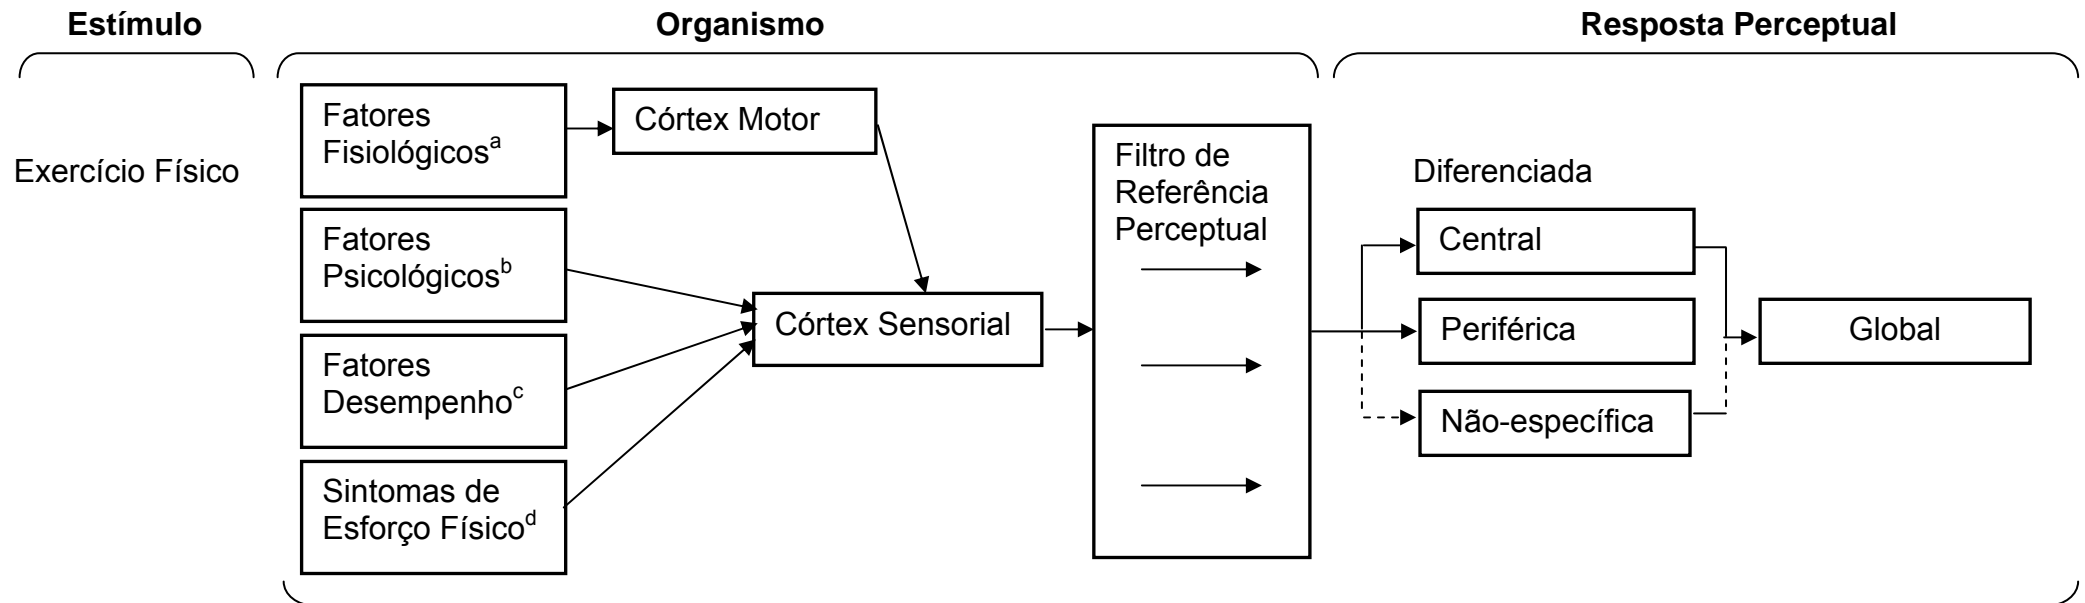 Estímulo
Organismo
Resposta Perceptual
Exercício Físico
Fatores
Fisiológicosᵃ
Córtex Motor
Fatores
Psicológicosᵇ
Fatores
Desempenhoᶜ
Sintomas de
Esforço Físicoᵈ
Córtex Sensorial
Filtro de
Referência
Perceptual
Diferenciada
Central
Periférica
Não-específica
Global